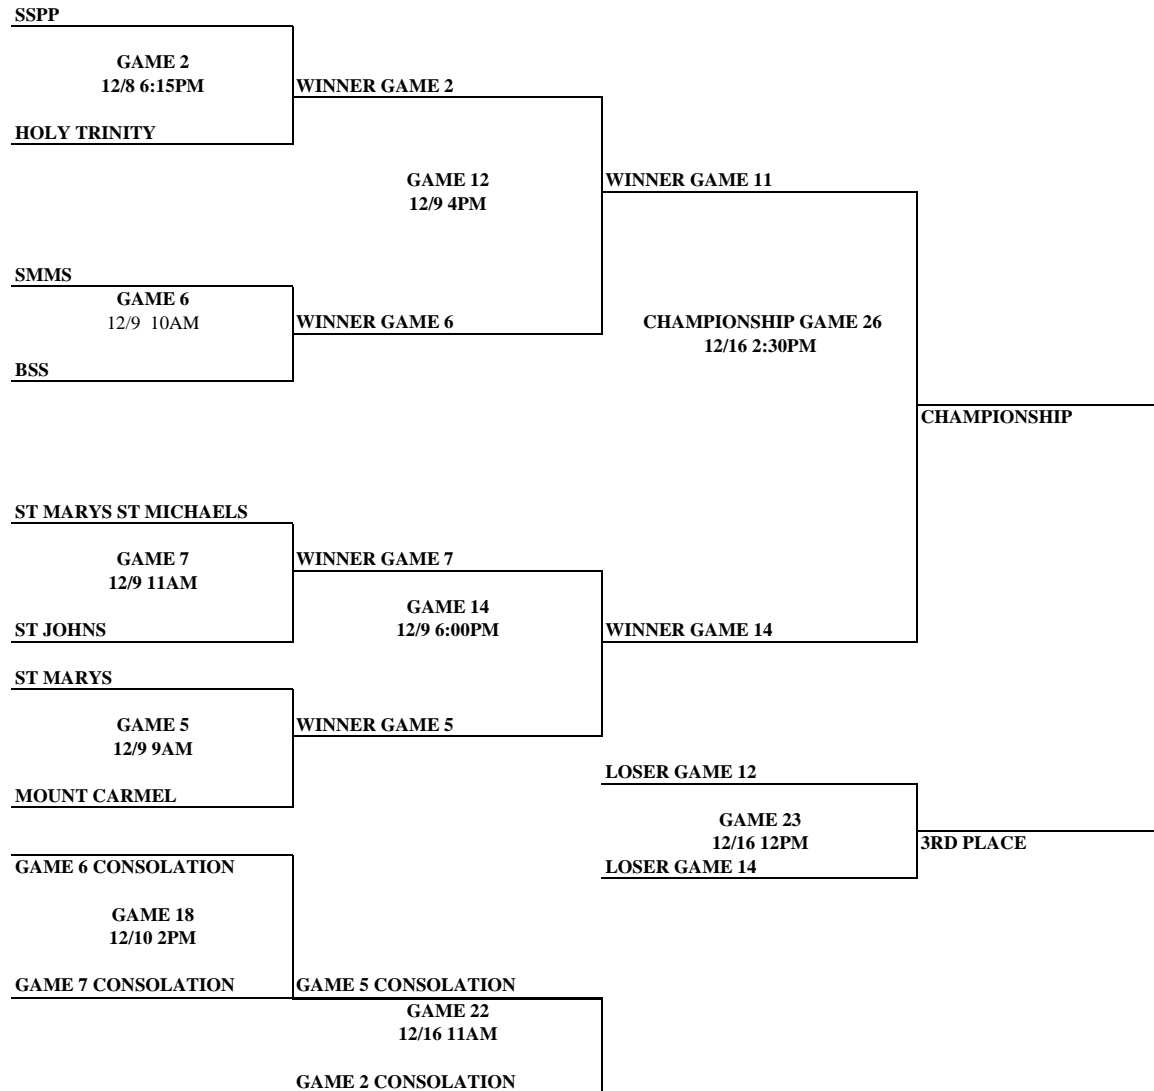 SSPP
GAME 2
12/8 6:15PM
WINNER GAME 2
HOLY TRINITY
GAME 12
12/9 4PM
WINNER GAME 11
SMMS
GAME 6
12/9 10AM
WINNER GAME 6
CHAMPIONSHIP GAME 26
12/16 2:30PM
BSS
CHAMPIONSHIP
ST MARYS ST MICHAELS
GAME 7
12/9 11AM
WINNER GAME 7
GAME 14
12/9 6:00PM
ST JOHNS
WINNER GAME 14
ST MARYS
GAME 5
12/9 9AM
WINNER GAME 5
LOSER GAME 12
MOUNT CARMEL
GAME 23
12/16 12PM
3RD PLACE
GAME 6 CONSOLATION
LOSER GAME 14
GAME 18
12/10 2PM
GAME 7 CONSOLATION
GAME 5 CONSOLATION
GAME 22
12/16 11AM
GAME 2 CONSOLATION